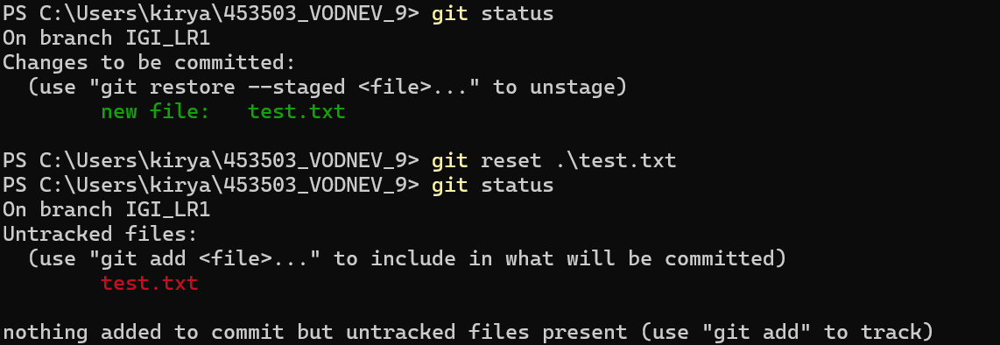 PS C:\Users\kirya\453503_VODNEV_9> git status
On branch IGI_LR1
Changes to be committed:
  (use "git restore --staged <file>..." to unstage)
        new file:   test.txt

PS C:\Users\kirya\453503_VODNEV_9> git reset .\test.txt
PS C:\Users\kirya\453503_VODNEV_9> git status
On branch IGI_LR1
Untracked files:
  (use "git add <file>..." to include in what will be committed)
        test.txt

nothing added to commit but untracked files present (use "git add" to track)